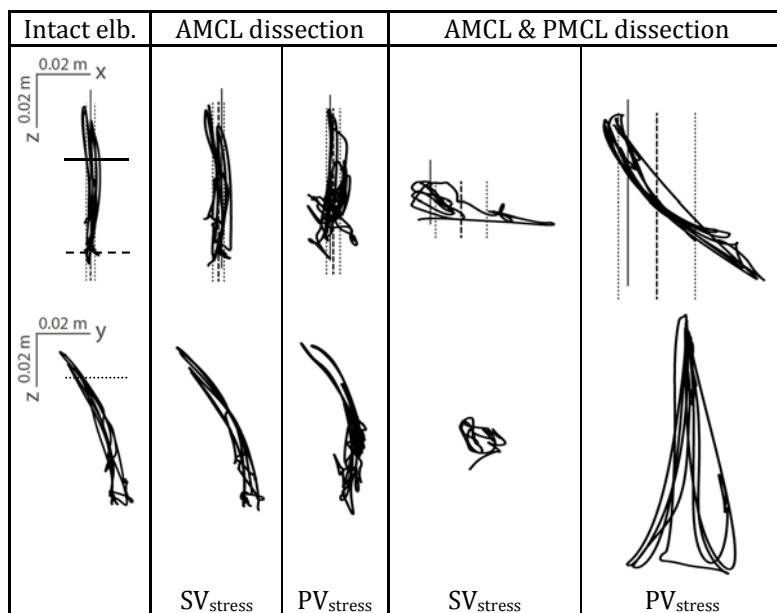 Intact elb. AMCL dissection AMCL & PMCL dissection
0.02 m x
0.02 m
z
0.02 m y
0.02 m
z
SVstress PVstress SVstress PVstress